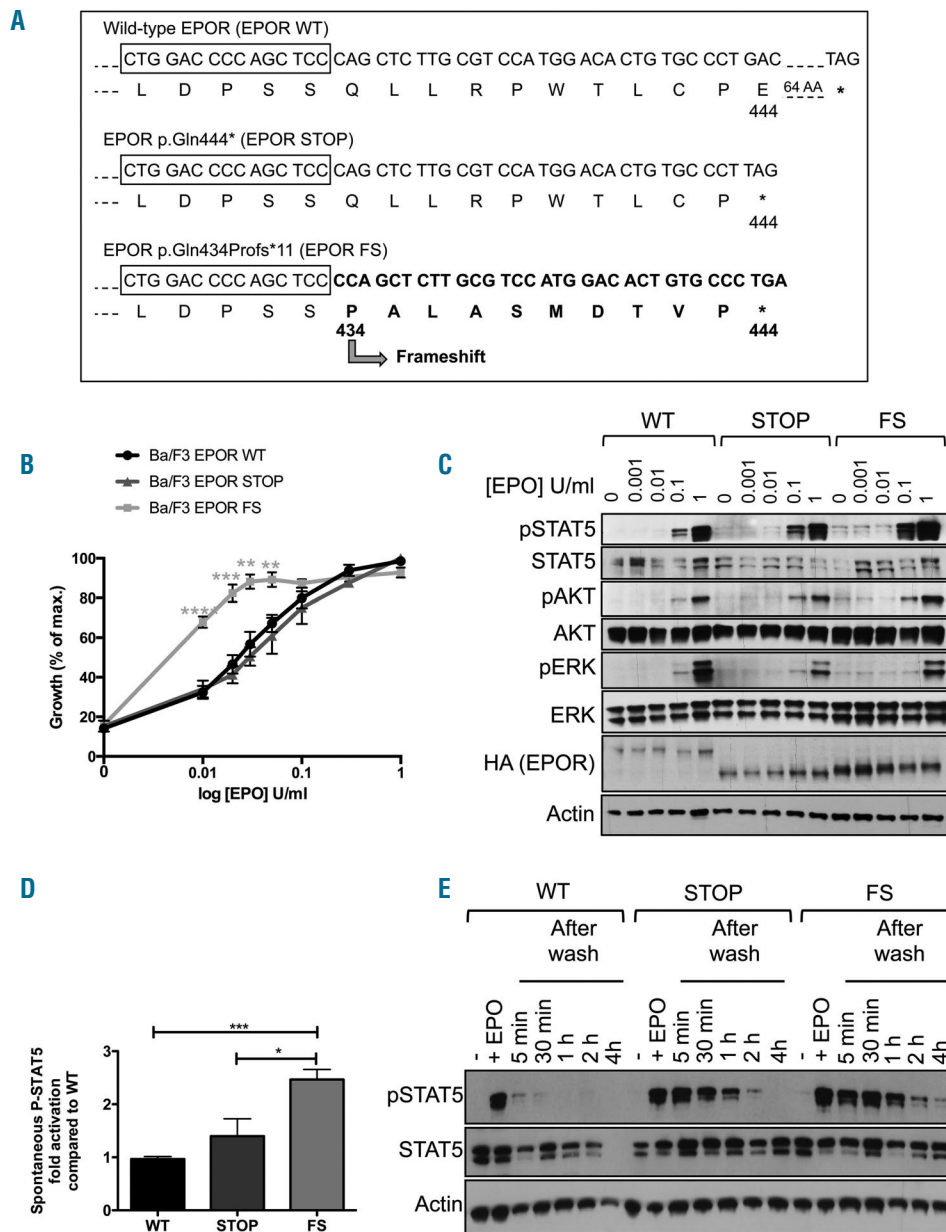 A
Wild-type EPOR (EPOR WT)
--- CTG GAC CCC AGC TCC CAG CTC TTG CGT CCA TGG ACA CTG TGC CCT GAC ---- TAG
--- L D P S S Q L L R P W T L C P E 64 AA *
444
EPOR p.Gln444* (EPOR STOP)
--- CTG GAC CCC AGC TCC CAG CTC TTG CGT CCA TGG ACA CTG TGC CCT TAG
--- L D P S S Q L L R P W T L C P *
444
EPOR p.Gln434Profs*11 (EPOR FS)
--- CTG GAC CCC AGC TCC CCA GCT CTT GCG TCC ATG GAC ACT GTG CCC TGA
--- L D P S S P A L A S M D T V P *
434 444
Frameshift
B
Ba/F3 EPOR WT
Ba/F3 EPOR STOP
Ba/F3 EPOR FS
Growth (% of max.)
100
80
60
40
20
0
**** *** ** **
0 0.01 0.1 1
log [EPO] U/ml
C
WT STOP FS
[EPO] U/ml 0 0.001 0.01 0.1 1 0 0.001 0.01 0.1 1 0 0.001 0.01 0.1 1
pSTAT5
STAT5
pAKT
AKT
pERK
ERK
HA (EPOR)
Actin
D
Spontaneous P-STAT5
fold activation
compared to WT
3
2
1
0
***
*
WT STOP FS
E
WT STOP FS
After After After
wash wash wash
- + EPO 5 min 30 min 1 h 2 h 4h - + EPO 5 min 30 min 1 h 2 h 4h - + EPO 5 min 30 min 1 h 2 h 4h
pSTAT5
STAT5
Actin